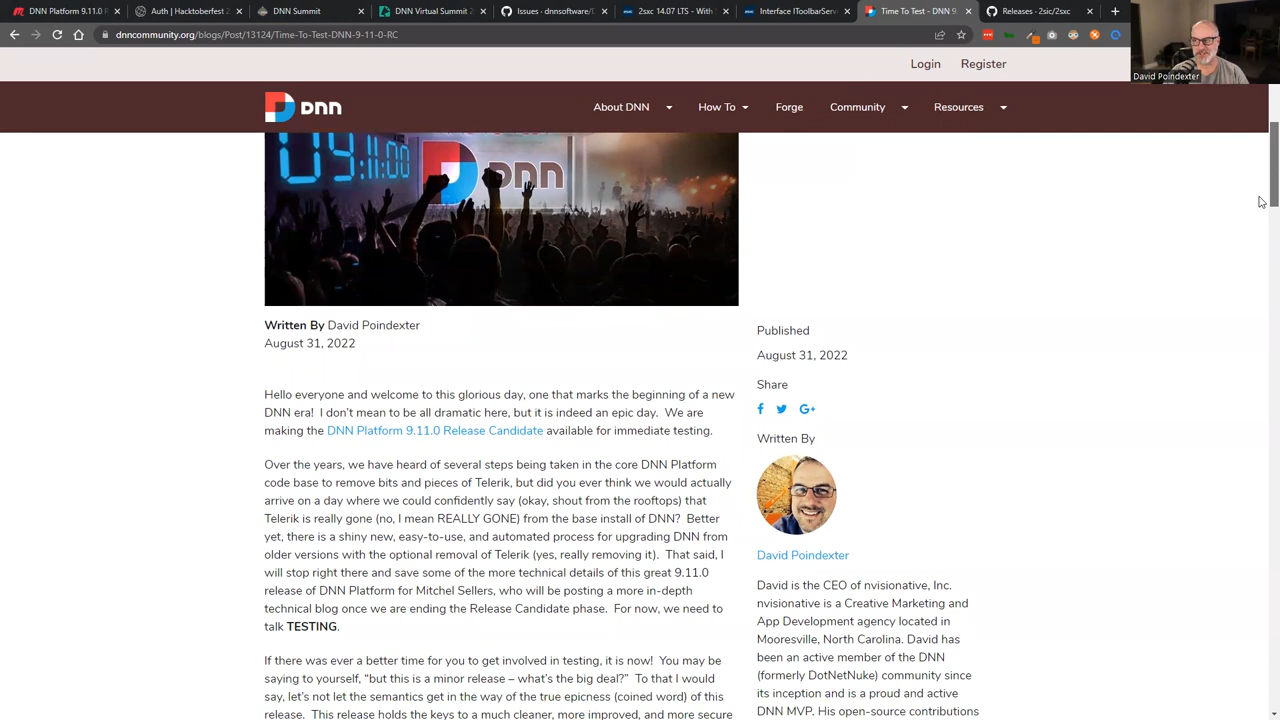 DNN Platform 9.11.0 R
Auth | Hacktoberfest 2
DNN Summit
DNN Virtual Summit 2
Issues · dnnsoftware/D
2sxc 14.07 LTS - With
Interface IToolbarServ
Time To Test - DNN 9.
Releases · 2sic/2sxc
dnncommunity.org/blogs/Post/13124/Time-To-Test-DNN-9-11-0-RC
David Poindexter
Login Register
dnn
About DNN How To Forge Community Resources
09:11:00
dnn
Written By David Poindexter
August 31, 2022
Hello everyone and welcome to this glorious day, one that marks the beginning of a new
DNN era! I don't mean to be all dramatic here, but it is indeed an epic day. We are
making the DNN Platform 9.11.0 Release Candidate available for immediate testing.
Over the years, we have heard of several steps being taken in the core DNN Platform
code base to remove bits and pieces of Telerik, but did you ever think we would actually
arrive on a day where we could confidently say (okay, shout from the rooftops) that
Telerik is really gone (no, I mean REALLY GONE) from the base install of DNN? Better
yet, there is a shiny new, easy-to-use, and automated process for upgrading DNN from
older versions with the optional removal of Telerik (yes, really removing it). That said, I
will stop right there and save some of the more technical details of this great 9.11.0
release of DNN Platform for Mitchel Sellers, who will be posting a more in-depth
technical blog once we are ending the Release Candidate phase. For now, we need to
talk TESTING.
If there was ever a better time for you to get involved in testing, it is now! You may be
saying to yourself, "but this is a minor release – what's the big deal?" To that I would
say, let's not let the semantics get in the way of the true epicness (coined word) of this
release. This release holds the keys to a much cleaner, more improved, and more secure
Published
August 31, 2022
Share
Written By
David Poindexter
David is the CEO of nvisionative, Inc.
nvisionative is a Creative Marketing and
App Development agency located in
Mooresville, North Carolina. David has
been an active member of the DNN
(formerly DotNetNuke) community since
its inception and is a proud and active
DNN MVP. His open-source contributions